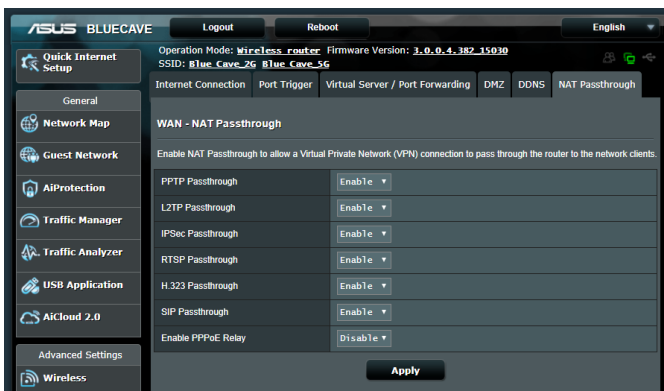 ASUS BLUECAVE Logout Reboot English
Quick Internet Setup
Operation Mode: Wireless router Firmware Version: 3.0.0.4.382_15030
SSID: Blue Cave_2G Blue Cave_5G
Internet Connection Port Trigger Virtual Server / Port Forwarding DMZ DDNS NAT Passthrough
General
Network Map
Guest Network
AiProtection
Traffic Manager
Traffic Analyzer
USB Application
AiCloud 2.0
Advanced Settings
Wireless
WAN - NAT Passthrough
Enable NAT Passthrough to allow a Virtual Private Network (VPN) connection to pass through the router to the network clients.
PPTP Passthrough Enable
L2TP Passthrough Enable
IPSec Passthrough Enable
RTSP Passthrough Enable
H.323 Passthrough Enable
SIP Passthrough Enable
Enable PPPoE Relay Disable
Apply